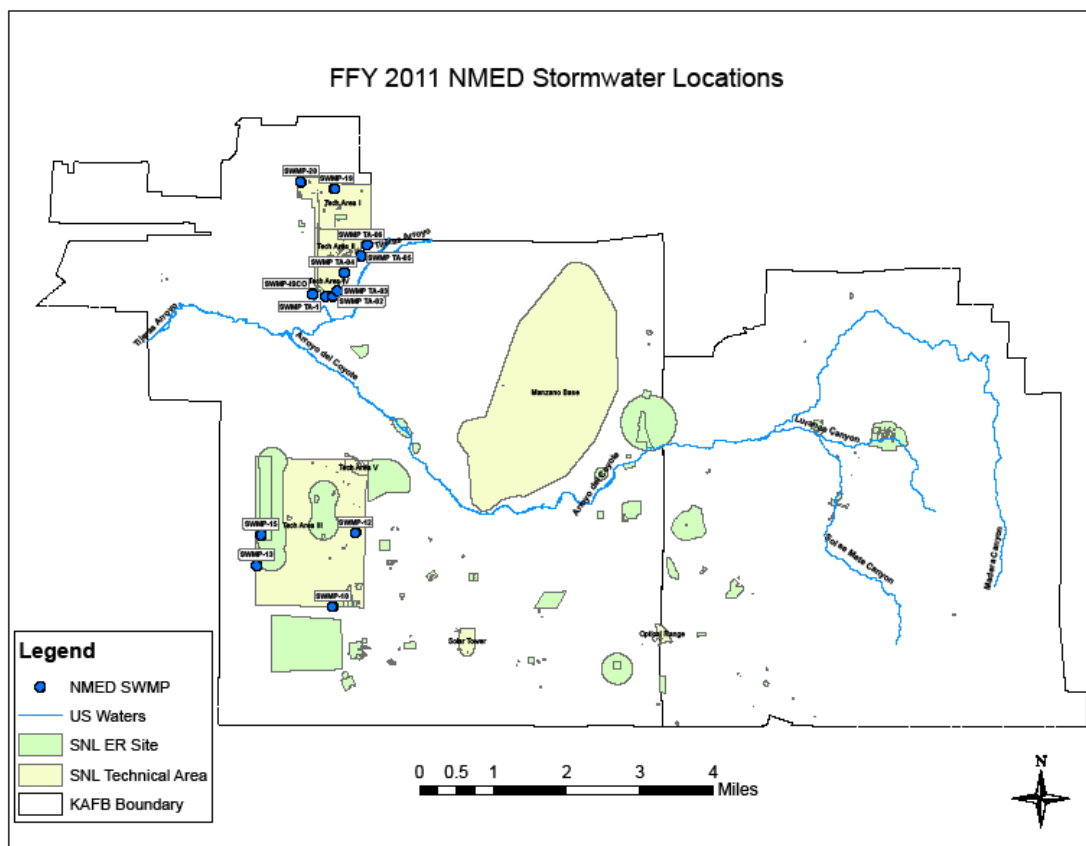 FFY 2011 NMED Stormwater Locations
SWMP-20
SWMP-19
Tech Area I
SWMP TA-06
Tech Area II
Arroyo
SWMP TA-05
SWMP TA-04
Tech Area IV
SWMP-ISCO
SWMP TA-03
SWMP TA-1
SWMP TA-02
Tijeras Arroyo
Arroyo del Coyote
Manzano Base
Lurance Canyon
Tech Area V
Arroyo del Coyote
SWMP-15
Tech Area III
SWMP-12
SWMP-13
Sol se Mete Canyon
Madera Canyon
SWMP-10
Solar Tower
Optical Range
Legend
NMED SWMP
US Waters
SNL ER Site
SNL Technical Area
KAFB Boundary
0 0.5 1 2 3 4
Miles
N